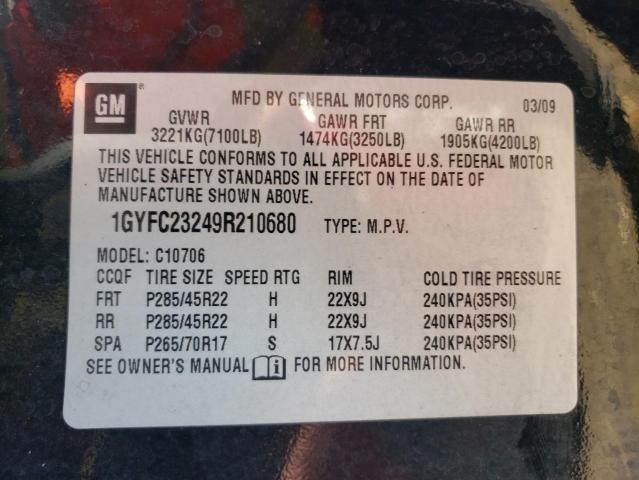 GM ® MFD BY GENERAL MOTORS CORP. 03/09
GVWR GAWR FRT GAWR RR
3221KG(7100LB) 1474KG(3250LB) 1905KG(4200LB)
THIS VEHICLE CONFORMS TO ALL APPLICABLE U.S. FEDERAL MOTOR
VEHICLE SAFETY STANDARDS IN EFFECT ON THE DATE OF
MANUFACTURE SHOWN ABOVE.
1GYFC23249R210680 TYPE: M.P.V.
MODEL: C10706
CCQF TIRE SIZE SPEED RTG RIM COLD TIRE PRESSURE
FRT P285/45R22 H 22X9J 240KPA(35PSI)
RR P285/45R22 H 22X9J 240KPA(35PSI)
SPA P265/70R17 S 17X7.5J 240KPA(35PSI)
SEE OWNER'S MANUAL i FOR MORE INFORMATION.